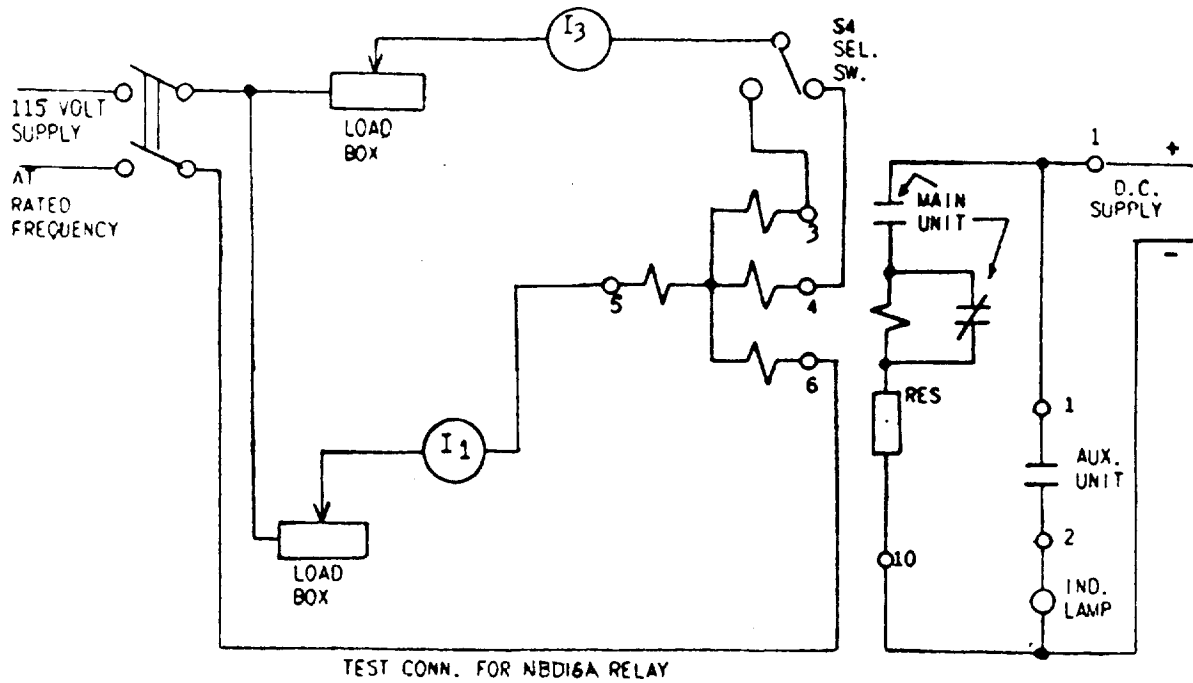 I3
S4
SEL.
SW.
115 VOLT
SUPPLY
AT
RATED
FREQUENCY
LOAD
BOX
1
+
D.C.
SUPPLY
-
MAIN
UNIT
3
5
4
6
RES
1
AUX.
UNIT
2
10
IND.
LAMP
I1
LOAD
BOX
TEST CONN. FOR NBD16A RELAY